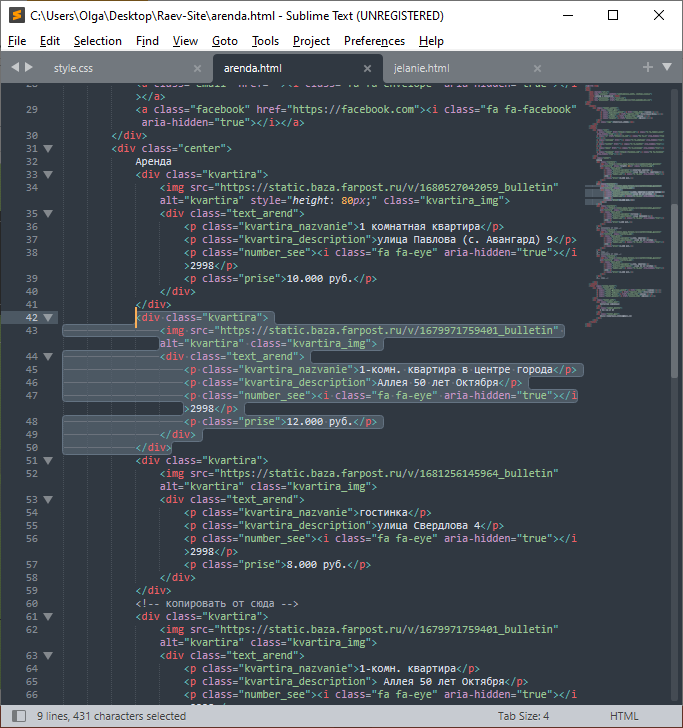 C:\Users\Olga\Desktop\Raev-Site\arenda.html - Sublime Text (UNREGISTERED)
File Edit Selection Find View Goto Tools Project Preferences Help
style.css × arenda.html × jelanie.html ×
></a>
29 <a class="facebook" href="https://facebook.com"><i class="fa fa-facebook"
aria-hidden="true"></i></a>
30 </div>
31 <div class="center">
32 Аренда
33 <div class="kvartira">
34 <img src="https://static.baza.farpost.ru/v/1680527042059_bulletin"
alt="kvartira" style="height: 80px;" class="kvartira_img">
35 <div class="text_arend">
36 <p class="kvartira_nazvanie">1 комнатная квартира</p>
37 <p class="kvartira_description">улица Павлова (с. Авангард) 9</p>
38 <p class="number_see"><i class="fa fa-eye" aria-hidden="true"></i
>2998</p>
39 <p class="prise">10.000 руб.</p>
40 </div>
41 </div>
42 <div class="kvartira">
43 <img src="https://static.baza.farpost.ru/v/1679971759401_bulletin"
alt="kvartira" class="kvartira_img">
44 <div class="text_arend">
45 <p class="kvartira_nazvanie">1-комн. квартира в центре города</p>
46 <p class="kvartira_description">Аллея 50 лет Октября</p>
47 <p class="number_see"><i class="fa fa-eye" aria-hidden="true"></i
>2998</p>
48 <p class="prise">12.000 руб.</p>
49 </div>
50 </div>
51 <div class="kvartira">
52 <img src="https://static.baza.farpost.ru/v/1681256145964_bulletin"
alt="kvartira" class="kvartira_img">
53 <div class="text_arend">
54 <p class="kvartira_nazvanie">гостинка</p>
55 <p class="kvartira_description">улица Свердлова 4</p>
56 <p class="number_see"><i class="fa fa-eye" aria-hidden="true"></i
>2998</p>
57 <p class="prise">8.000 руб.</p>
58 </div>
59 </div>
60 <!-- копировать от сюда -->
61 <div class="kvartira">
62 <img src="https://static.baza.farpost.ru/v/1679971759401_bulletin"
alt="kvartira" class="kvartira_img">
63 <div class="text_arend">
64 <p class="kvartira_nazvanie">1-комн. квартира</p>
65 <p class="kvartira_description"> Аллея 50 лет Октября</p>
66 <p class="number_see"><i class="fa fa-eye" aria-hidden="true"></i
9 lines, 431 characters selected Tab Size: 4 HTML